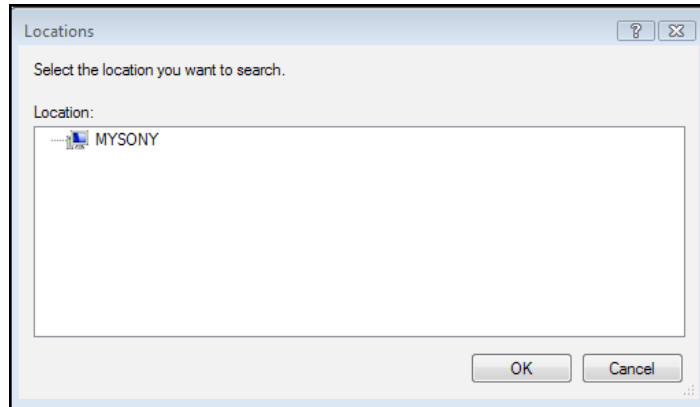 Locations
Select the location you want to search.
Location:
MYSONY
OK Cancel